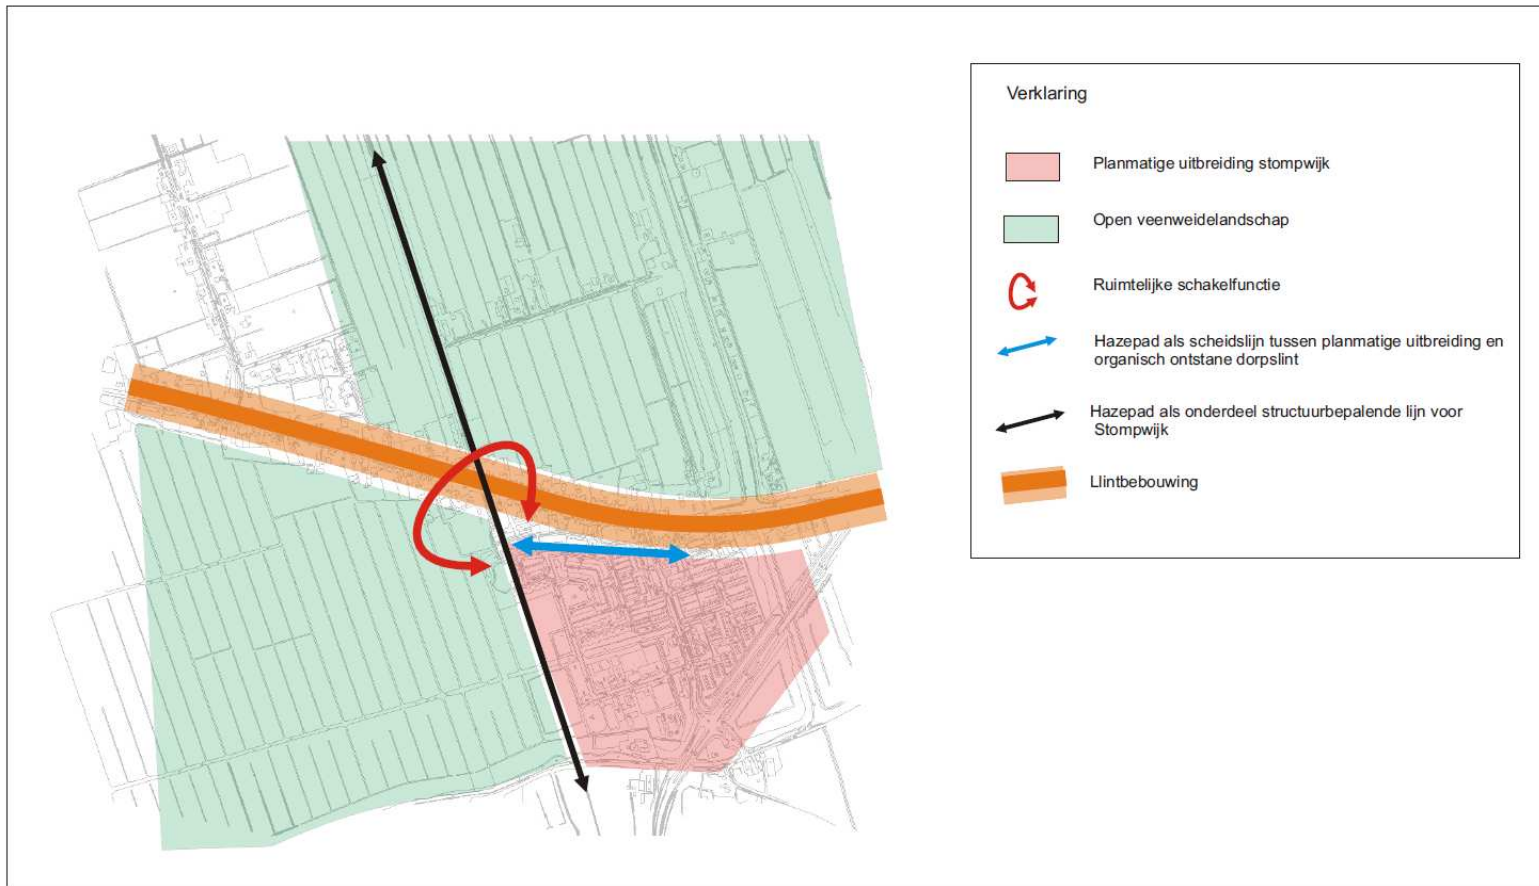 Verklaring
Planmatige uitbreiding stompwijk
Open veenweidelandschap
Ruimtelijke schakelfunctie
Hazepad als scheidslijn tussen planmatige uitbreiding en
organisch ontstane dorpslint
Hazepad als onderdeel structuurbepalende lijn voor
Stompwijk
Llintbebouwing